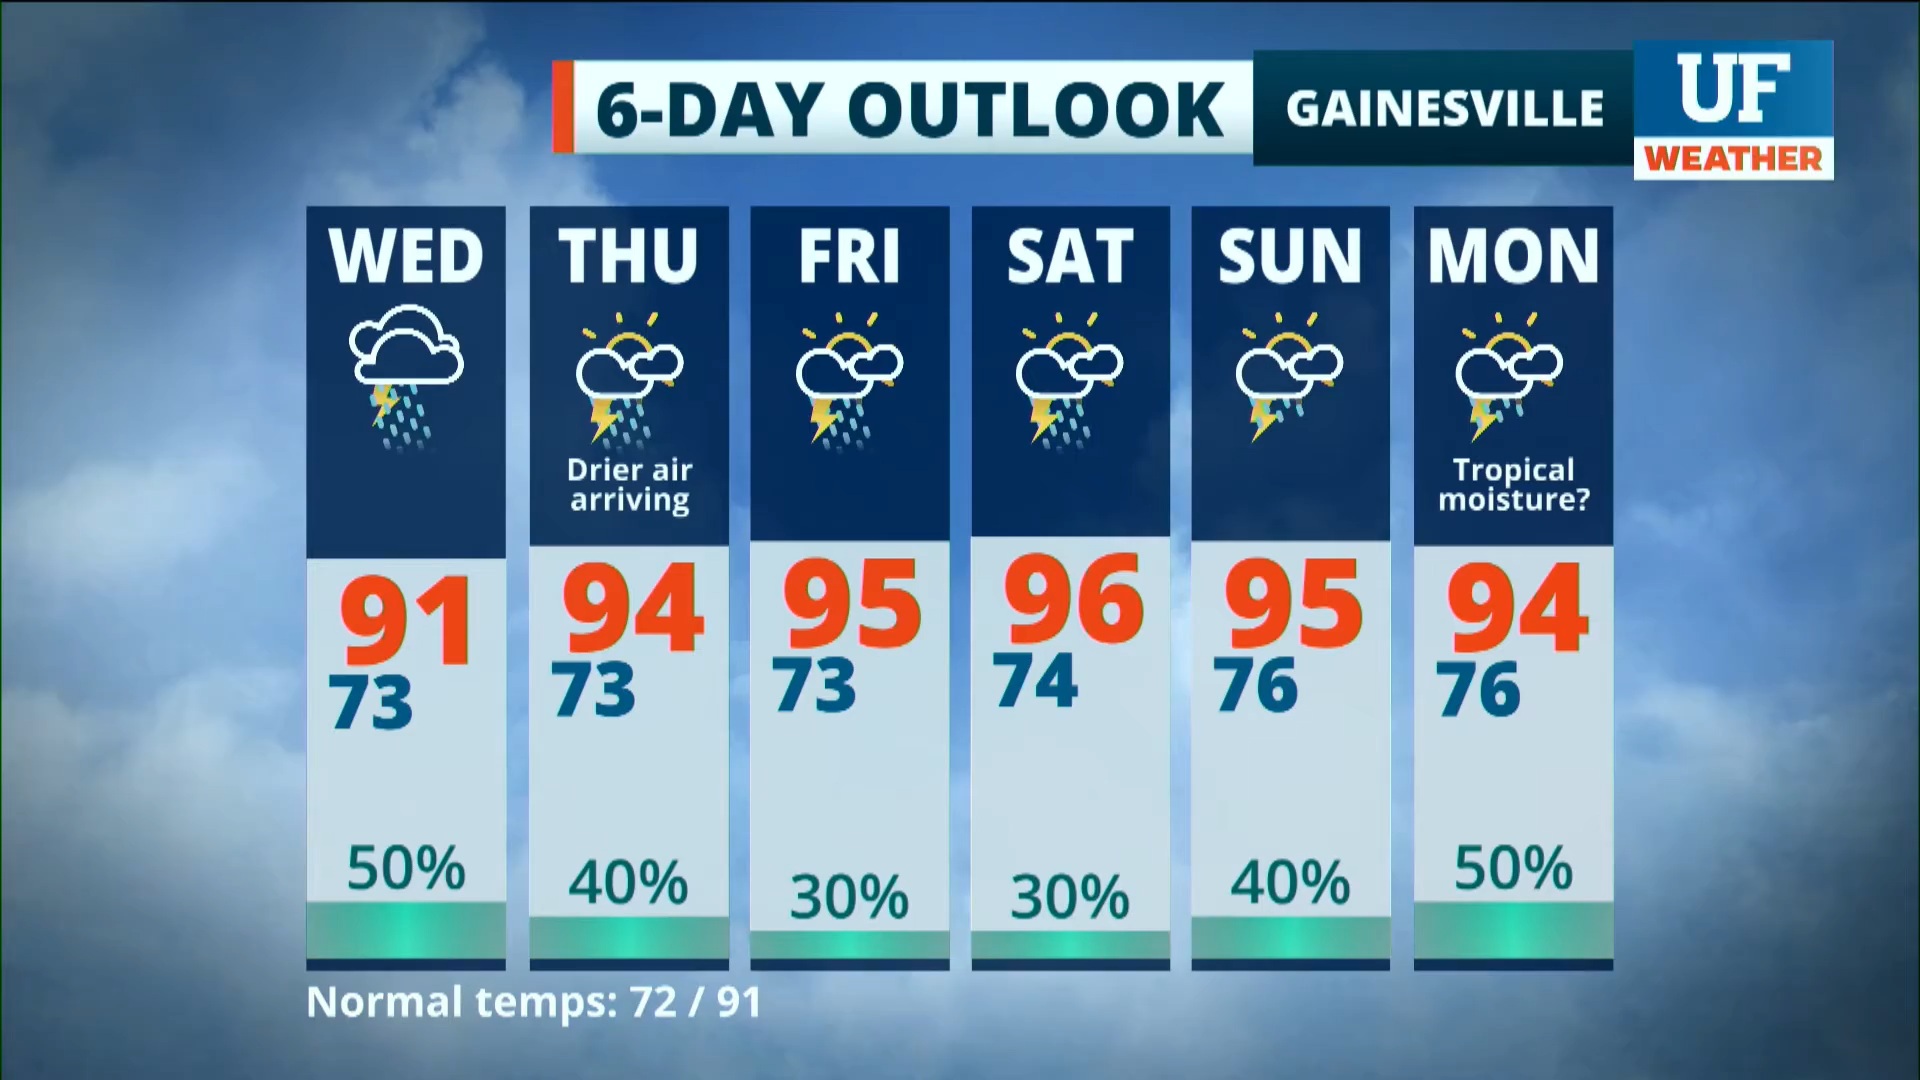 6-DAY OUTLOOK
GAINESVILLE
UF
WEATHER
WED
THU
FRI
SAT
SUN
MON
Drier air
arriving
Tropical
moisture?
91
94
95
96
95
94
73
73
73
74
76
76
50%
40%
30%
30%
40%
50%
Normal temps: 72 / 91